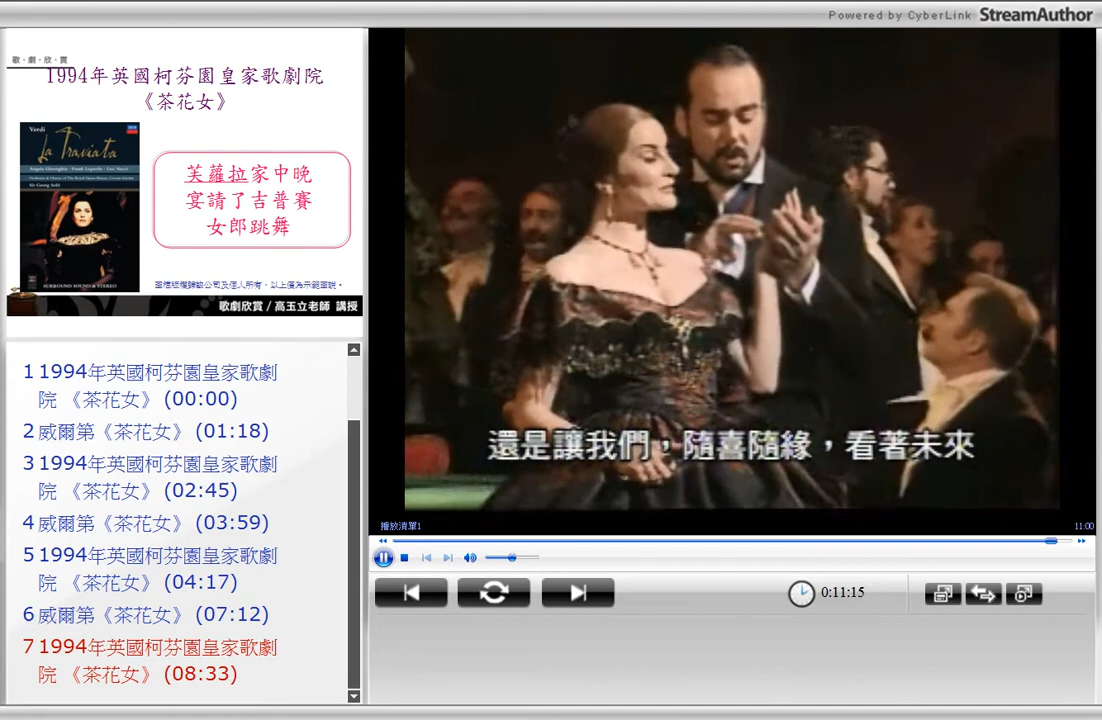 Powered by CyberLink StreamAuthor
歌‧劇‧欣‧賞
1994年英國柯芬園皇家歌劇院
《茶花女》
Verdi
La Traviata
Angela Gheorghiu · Frank Lopardo · Leo Nucci
Sir Georg Solti
SURROUND SOUND & STEREO
芙蘿拉家中晚
宴請了吉普賽
女郎跳舞
歌劇欣賞 / 高玉立老師 講授
1 1994年英國柯芬園皇家歌劇
院 《茶花女》 (00:00)
2 威爾第《茶花女》 (01:18)
3 1994年英國柯芬園皇家歌劇
院 《茶花女》 (02:45)
4 威爾第《茶花女》 (03:59)
5 1994年英國柯芬園皇家歌劇
院 《茶花女》 (04:17)
6 威爾第《茶花女》 (07:12)
7 1994年英國柯芬園皇家歌劇
院 《茶花女》 (08:33)
還是讓我們，隨喜隨緣，看著未來
播放清單1
11:00
0:11:15